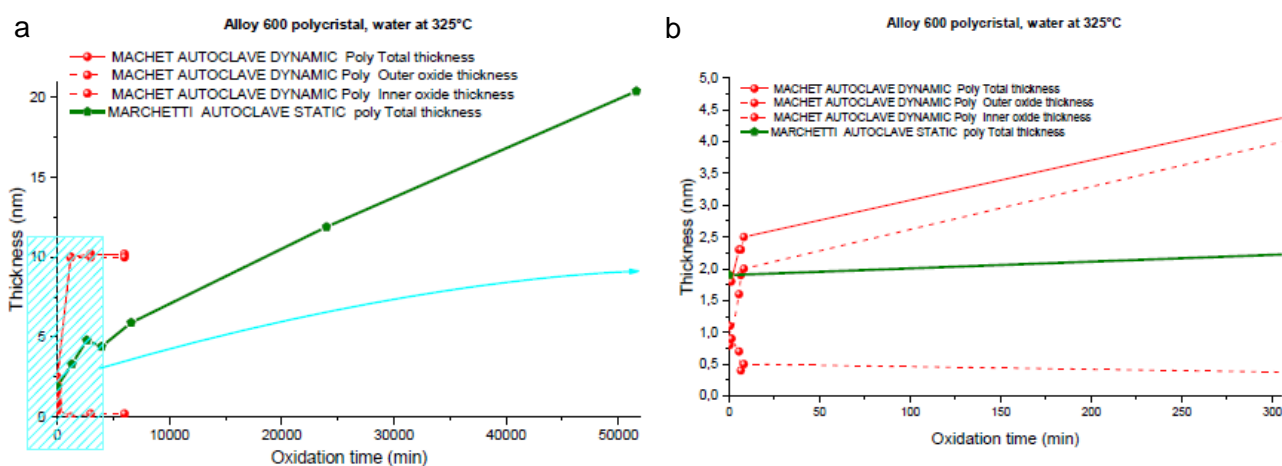 a
Alloy 600 polycristal, water at 325°C
MACHET AUTOCLAVE DYNAMIC Poly Total thickness
MACHET AUTOCLAVE DYNAMIC Poly Outer oxide thickness
MACHET AUTOCLAVE DYNAMIC Poly Inner oxide thickness
MARCHETTI AUTOCLAVE STATIC poly Total thickness
Thickness (nm)
20
15
10
5
0
0 10000 20000 30000 40000 50000
Oxidation time (min)
b
Alloy 600 polycristal, water at 325°C
MACHET AUTOCLAVE DYNAMIC Poly Total thickness
MACHET AUTOCLAVE DYNAMIC Poly Outer oxide thickness
MACHET AUTOCLAVE DYNAMIC Poly Inner oxide thickness
MARCHETTI AUTOCLAVE STATIC poly Total thickness
Thickness (nm)
5,0
4,5
4,0
3,5
3,0
2,5
2,0
1,5
1,0
0,5
0,0
0 50 100 150 200 250 300
Oxidation time (min)